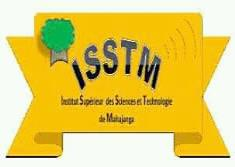 ISSTM
Institut Supérieur des Sciences et Technologie
de Mahajanga